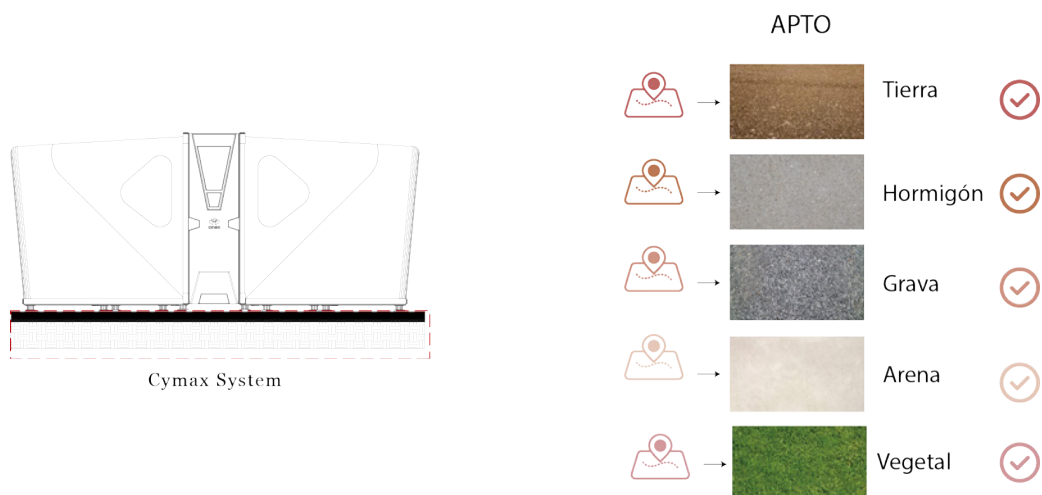 APTO
Tierra
Hormigón
Grava
Arena
Vegetal
Cymax System